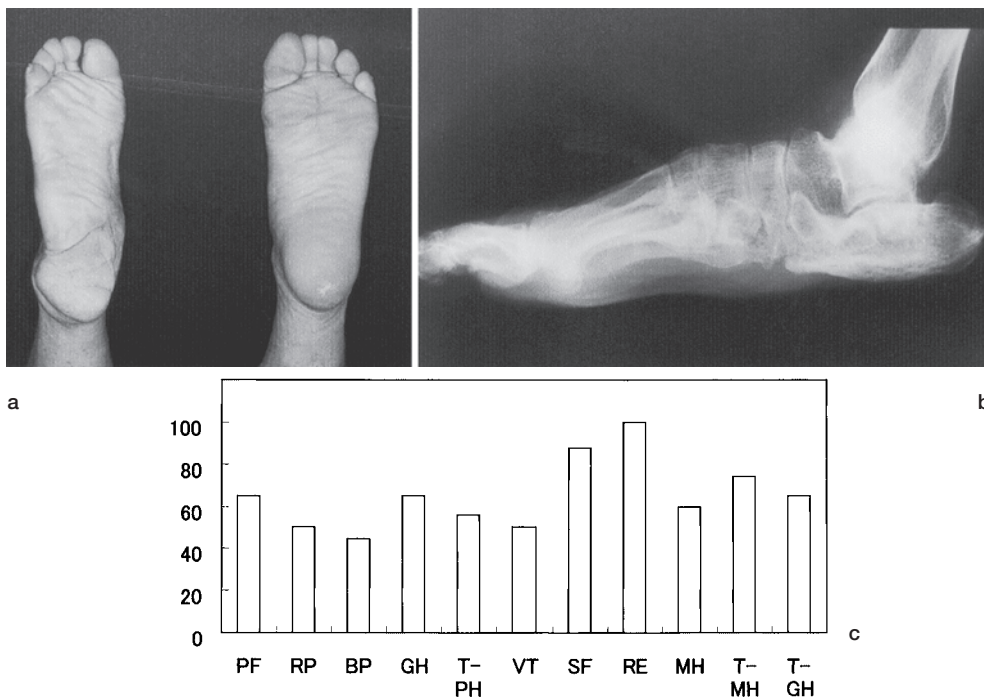 a
b
100
80
60
40
20
0
c
PF RP BP GH T- VT SF RE MH T- T-
PH MH GH